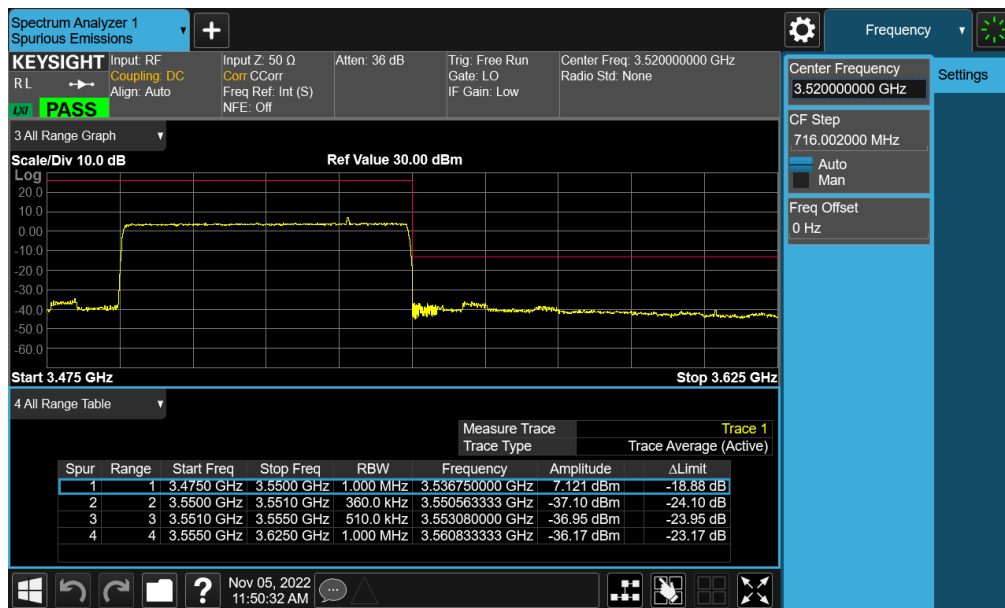 Spectrum Analyzer 1
Spurious Emissions
Frequency
KEYSIGHT
R L
LXI PASS
Input: RF
Coupling: DC
Align: Auto
Input Z: 50 Ω
Corr CCorr
Freq Ref: Int (S)
NFE: Off
Atten: 36 dB
Trig: Free Run
Gate: LO
IF Gain: Low
Center Freq: 3.520000000 GHz
Radio Std: None
Center Frequency
3.520000000 GHz
Settings
CF Step
716.002000 MHz
Auto
Man
Freq Offset
0 Hz
3 All Range Graph
Scale/Div 10.0 dB
Ref Value 30.00 dBm
Log
20.0
10.0
0.00
-10.0
-20.0
-30.0
-40.0
-50.0
-60.0
Start 3.475 GHz
Stop 3.625 GHz
4 All Range Table
Measure Trace Trace 1
Trace Type Trace Average (Active)
Spur Range Start Freq Stop Freq RBW Frequency Amplitude ΔLimit
1 1 3.4750 GHz 3.5500 GHz 1.000 MHz 3.536750000 GHz 7.121 dBm -18.88 dB
2 2 3.5500 GHz 3.5510 GHz 360.0 kHz 3.550563333 GHz -37.10 dBm -24.10 dB
3 3 3.5510 GHz 3.5550 GHz 510.0 kHz 3.553080000 GHz -36.95 dBm -23.95 dB
4 4 3.5550 GHz 3.6250 GHz 1.000 MHz 3.560833333 GHz -36.17 dBm -23.17 dB
?
Nov 05, 2022
11:50:32 AM